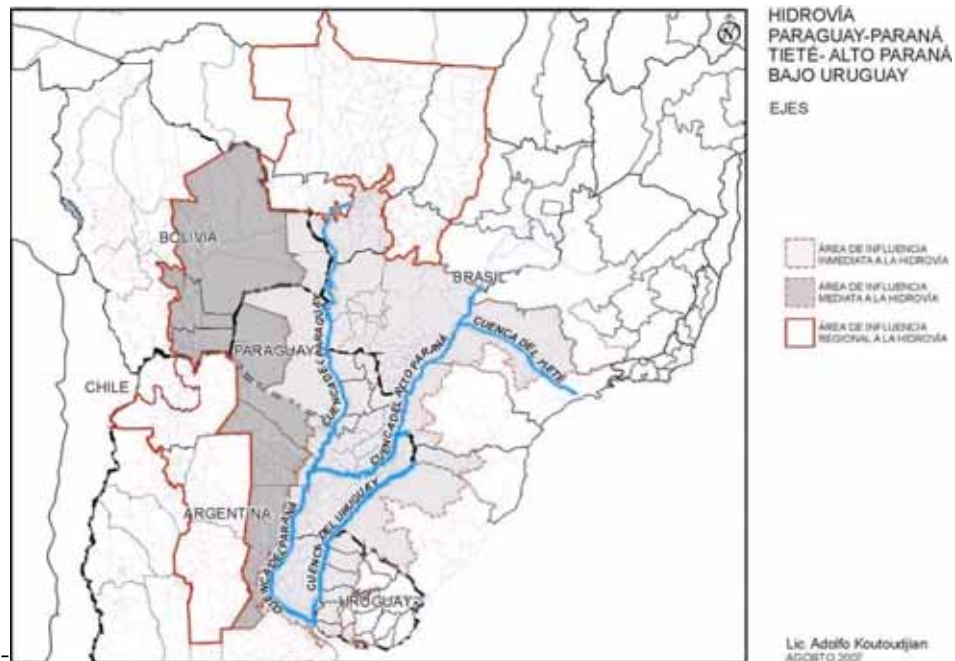 HIDROVÍA
PARAGUAY-PARANÁ
TIETÉ- ALTO PARANÁ
BAJO URUGUAY
EJES
N
BOLIVIA
BRASIL
CUENCA DEL TIETÉ
CUENCA DEL PARAGUAY
PARAGUAY
CUENCA DEL ALTO PARANÁ
CHILE
ARGENTINA
CUENCA DEL PARANÁ
CUENCA DEL URUGUAY
URUGUAY
ÁREA DE INFLUENCIA
INMEDIATA A LA HIDROVÍA
ÁREA DE INFLUENCIA
MEDIATA A LA HIDROVÍA
ÁREA DE INFLUENCIA
REGIONAL A LA HIDROVÍA
Lic. Adolfo Koutoudjian
AGOSTO 2007